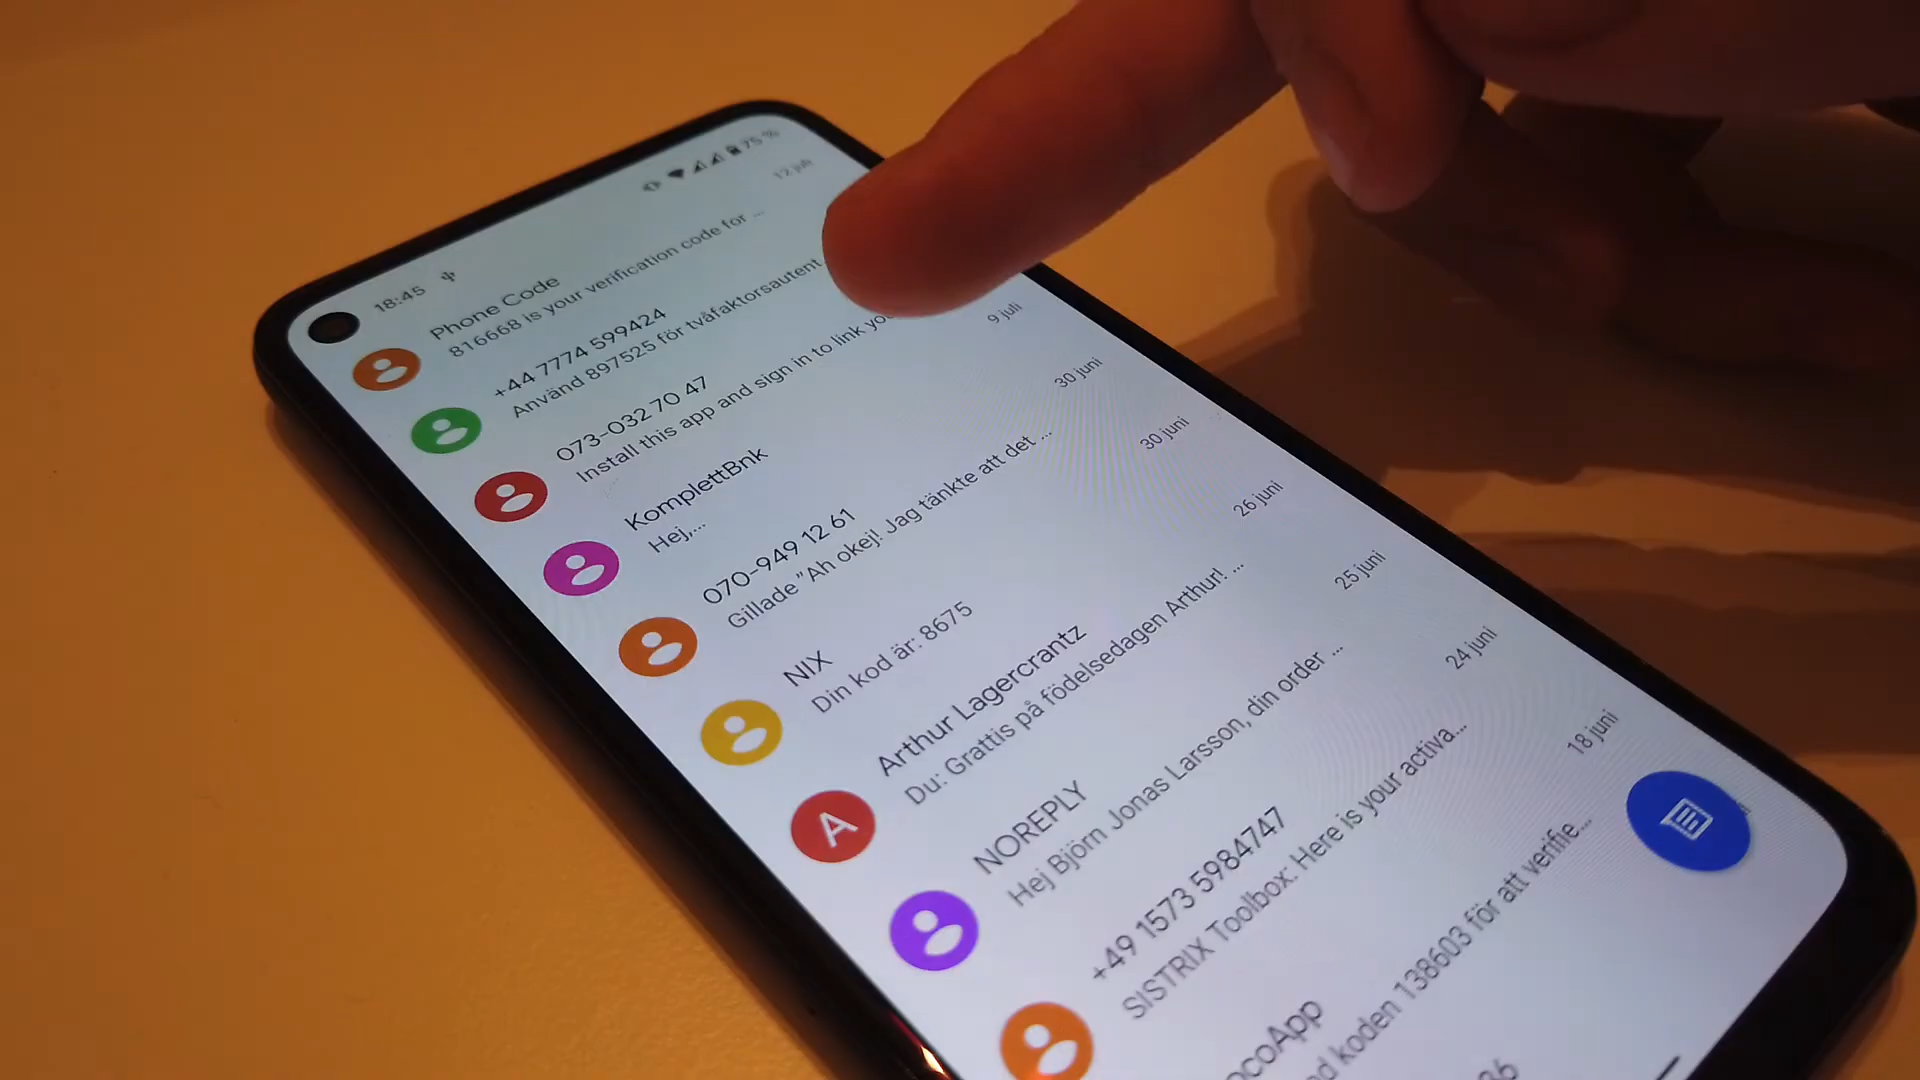 18:45
75 %
Phone Code
12 juli
816668 is your verification code for ...
+44 7774 599424
Använd 897525 för tvåfaktorsautent
073-032 70 47
Install this app and sign in to link
9 juli
KomplettBnk
Hej,...
30 juni
070-949 12 61
Gillade "Ah okej! Jag tänkte att det ...
30 juni
NIX
Din kod är: 8675
26 juni
Arthur Lagercrantz
Du: Grattis på födelsedagen Arthur! ...
25 juni
NOREPLY
Hej Björn Jonas Larsson, din order ...
24 juni
+49 1573 5984747
SISTRIX Toolbox: Here is your activa...
18 juni
ocoApp
koden 138603 för att verifie...